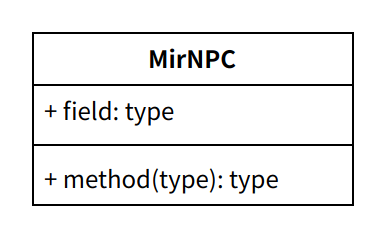 MirNPC
+ field: type
+ method(type): type